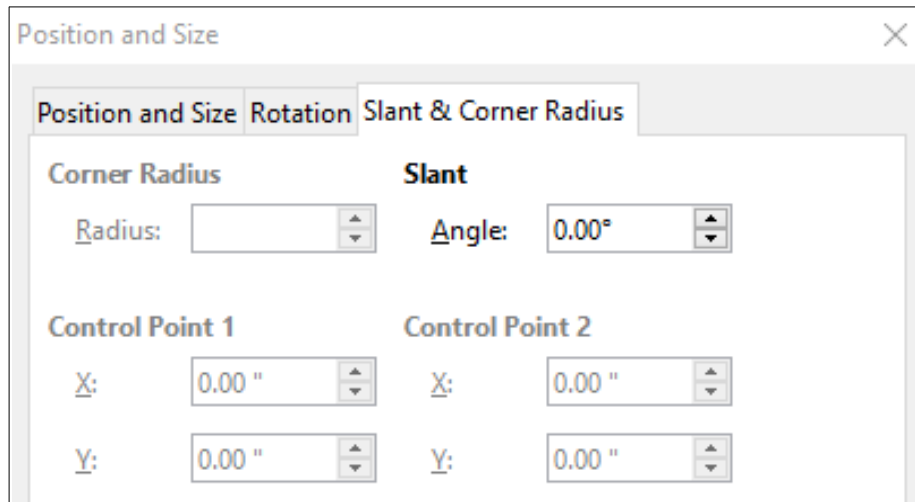 Position and Size
Position and Size Rotation Slant & Corner Radius
Corner Radius Slant
Radius: Angle: 0.00°
Control Point 1 Control Point 2
X: 0.00 " X: 0.00 "
Y: 0.00 " Y: 0.00 "